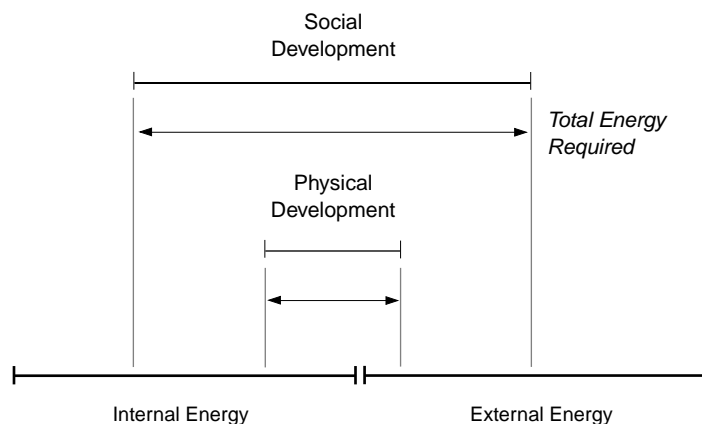 Social
Development
Total Energy
Required
Physical
Development
Internal Energy
External Energy